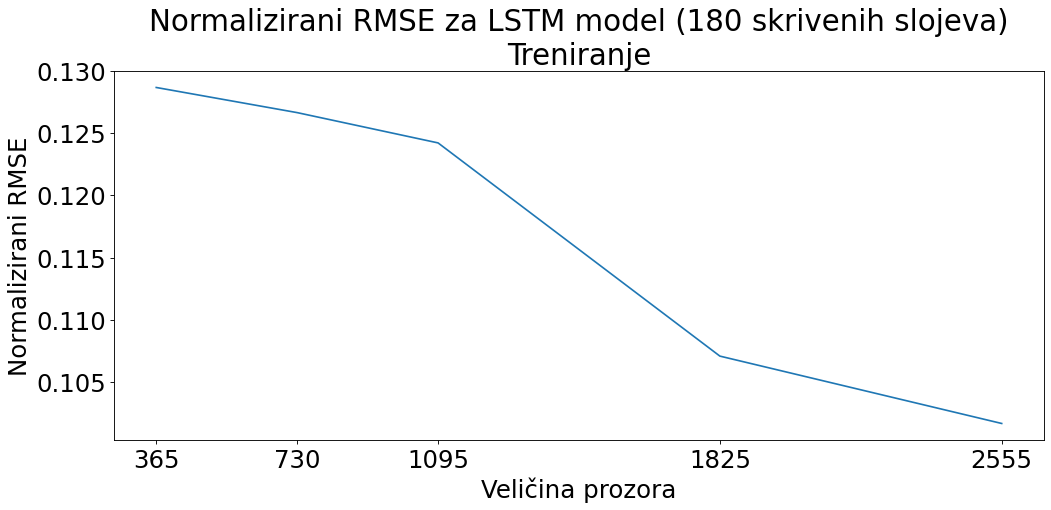 Normalizirani RMSE za LSTM model (180 skrivenih slojeva)
Treniranje
Normalizirani RMSE
0.130
0.125
0.120
0.115
0.110
0.105
365 730 1095 1825 2555
Veličina prozora